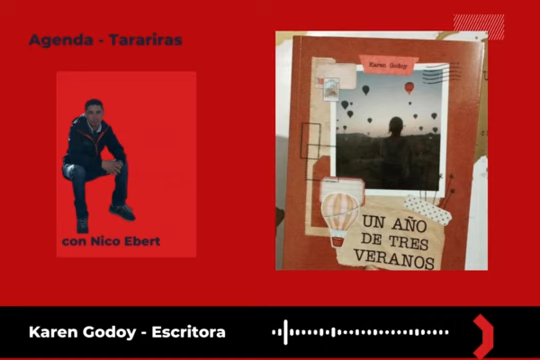 Agenda - Tarariras
con Nico Ebert
Karen Godoy
UN AÑO
DE TRES
VERANOS
Karen Godoy - Escritora